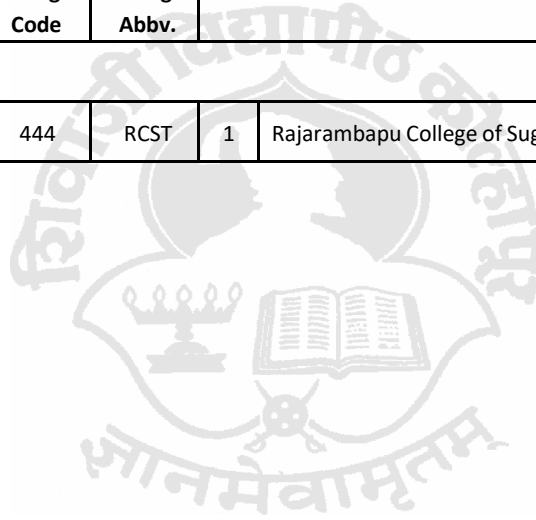 Code Abbv.
शिवाजी विद्यापीठ कोल्हापूर
444 RCST 1 Rajarambapu College of Sug
ज्ञानमेवामृतम्